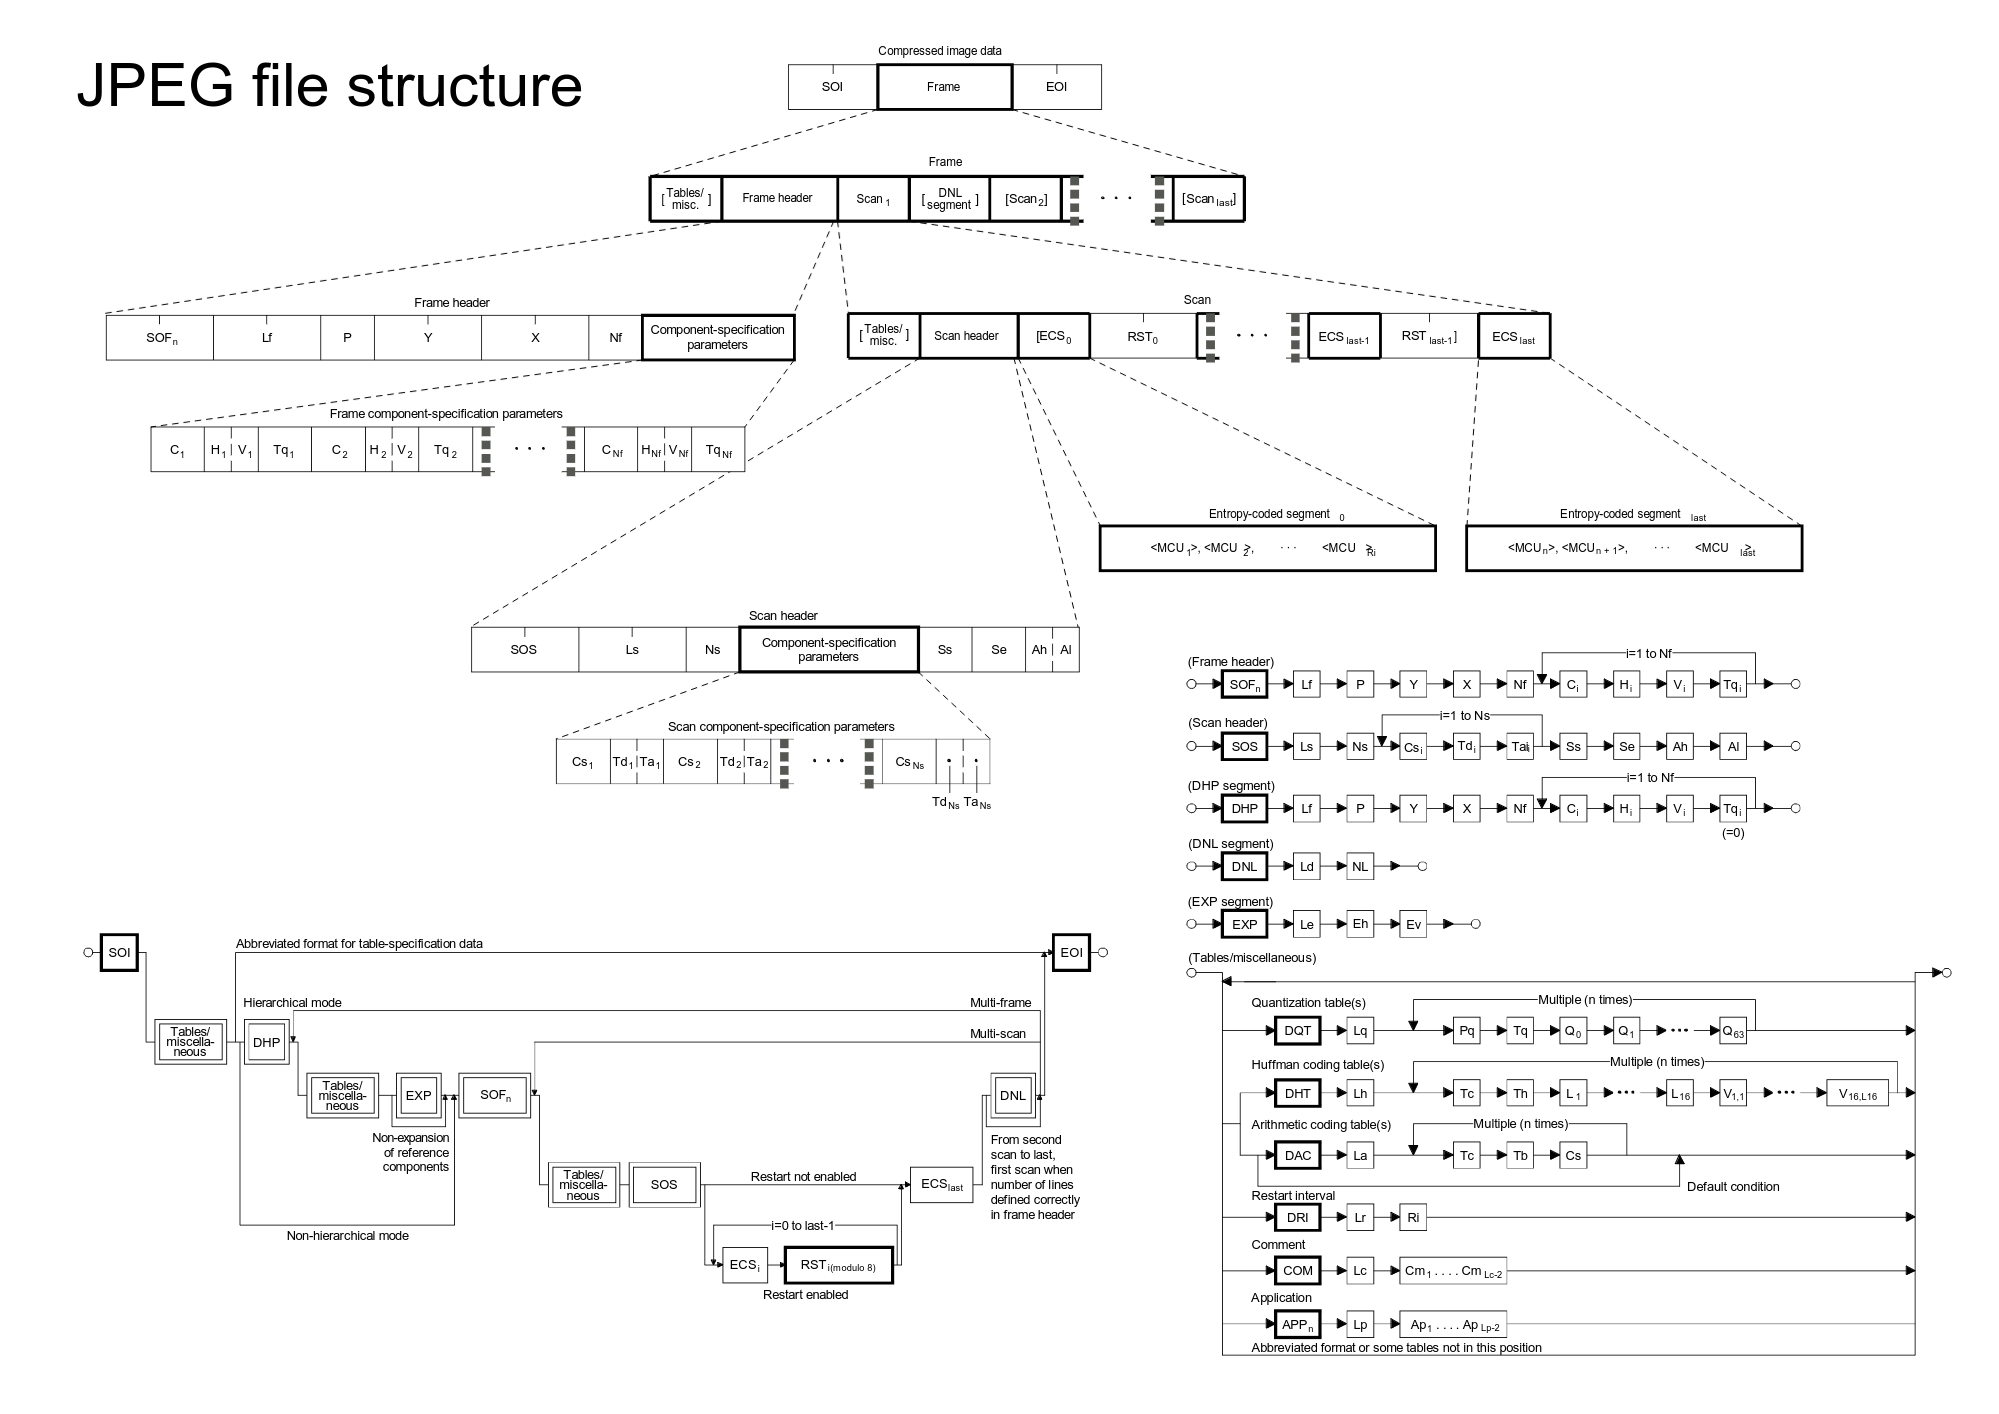 JPEG file structure
Compressed image data
SOI Frame EOI
Frame
[ Tables/ misc. ] Frame header Scan 1 [ DNL segment ] [Scan 2] · · · [Scan last]
Frame header
SOFn Lf P Y X Nf Component-specification parameters
Scan
[ Tables/ misc. ] Scan header [ECS0 RST0 · · · ECS last-1 RST last-1] ECS last
Frame component-specification parameters
C1 H1 V1 Tq1 C2 H2 V2 Tq2 · · · CNf HNf VNf TqNf
Entropy-coded segment 0
<MCU 1>, <MCU 2>, · · · <MCU Ri>
Entropy-coded segment last
<MCUn>, <MCUn + 1>, · · · <MCU last>
Scan header
SOS Ls Ns Component-specification parameters Ss Se Ah Al
Scan component-specification parameters
Cs1 Td1 Ta1 Cs2 Td2 Ta2 · · · CsNs
TdNs TaNs
(Frame header)
i=1 to Nf
SOFn Lf P Y X Nf Ci Hi Vi Tqi
(Scan header)
i=1 to Ns
SOS Ls Ns Csi Tdi Tai Ss Se Ah Al
(DHP segment)
i=1 to Nf
DHP Lf P Y X Nf Ci Hi Vi Tqi
(=0)
(DNL segment)
DNL Ld NL
(EXP segment)
EXP Le Eh Ev
SOI
Abbreviated format for table-specification data
EOI
Hierarchical mode
Multi-frame
Tables/
miscella-
neous
DHP
Multi-scan
Tables/
miscella-
neous
EXP
SOFn
DNL
Non-expansion
of reference
components
From second
scan to last,
first scan when
number of lines
defined correctly
in frame header
Tables/
miscella-
neous
SOS
Restart not enabled
ECSlast
Non-hierarchical mode
i=0 to last-1
ECSi
RST i(modulo 8)
Restart enabled
(Tables/miscellaneous)
Quantization table(s)
Multiple (n times)
DQT Lq Pq Tq Q0 Q1 ··· Q63
Huffman coding table(s)
Multiple (n times)
DHT Lh Tc Th L1 ··· L16 V1,1 ··· V16,L16
Arithmetic coding table(s)
Multiple (n times)
DAC La Tc Tb Cs
Default condition
Restart interval
DRI Lr Ri
Comment
COM Lc Cm1 . . . . Cm Lc-2
Application
APPn Lp Ap1 . . . . Ap Lp-2
Abbreviated format or some tables not in this position